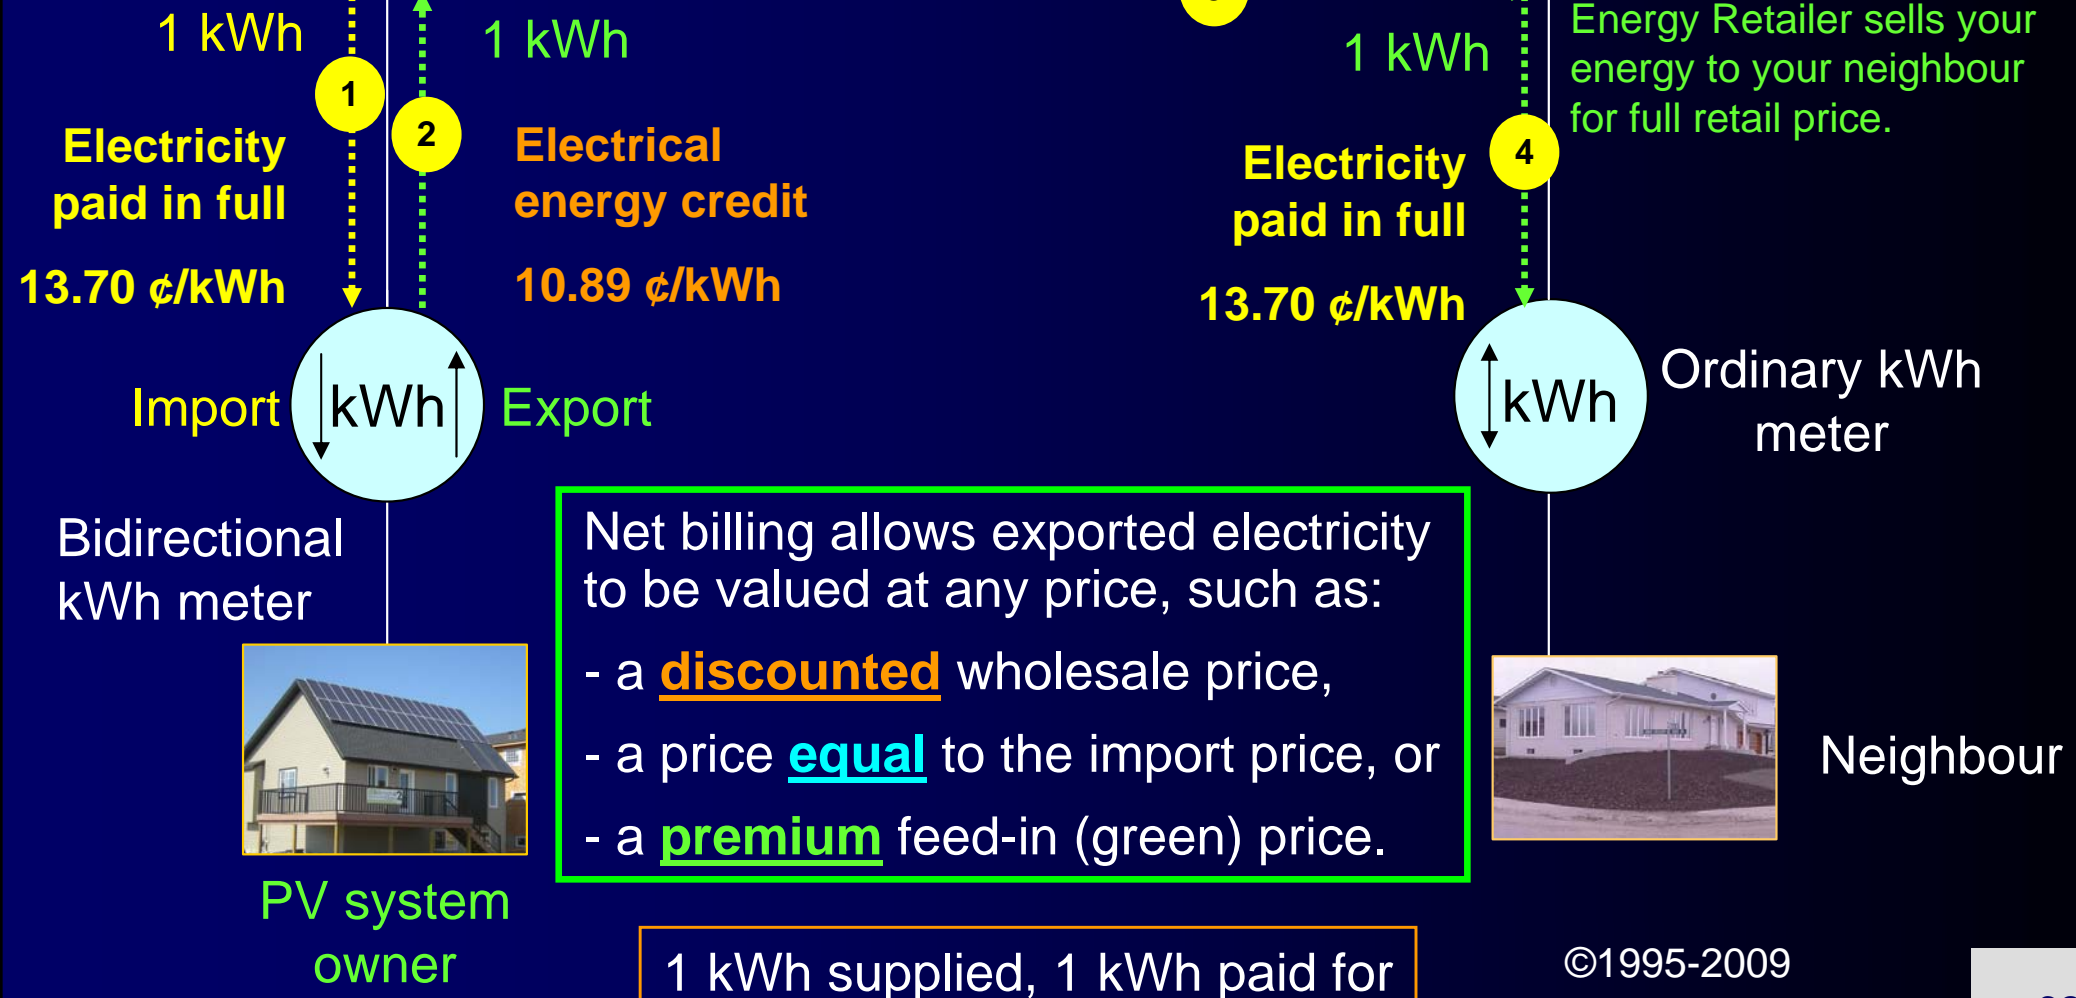 1 kWh
1 kWh
1
2
Electricity
paid in full
13.70 ¢/kWh
Electrical
energy credit
10.89 ¢/kWh
Import
kWh
Export
Bidirectional
kWh meter
PV system
owner
1 kWh
Energy Retailer sells your
energy to your neighbour
for full retail price.
4
Electricity
paid in full
13.70 ¢/kWh
kWh
Ordinary kWh
meter
Neighbour
Net billing allows exported electricity
to be valued at any price, such as:
- a discounted wholesale price,
- a price equal to the import price, or
- a premium feed-in (green) price.
1 kWh supplied, 1 kWh paid for
©1995-2009